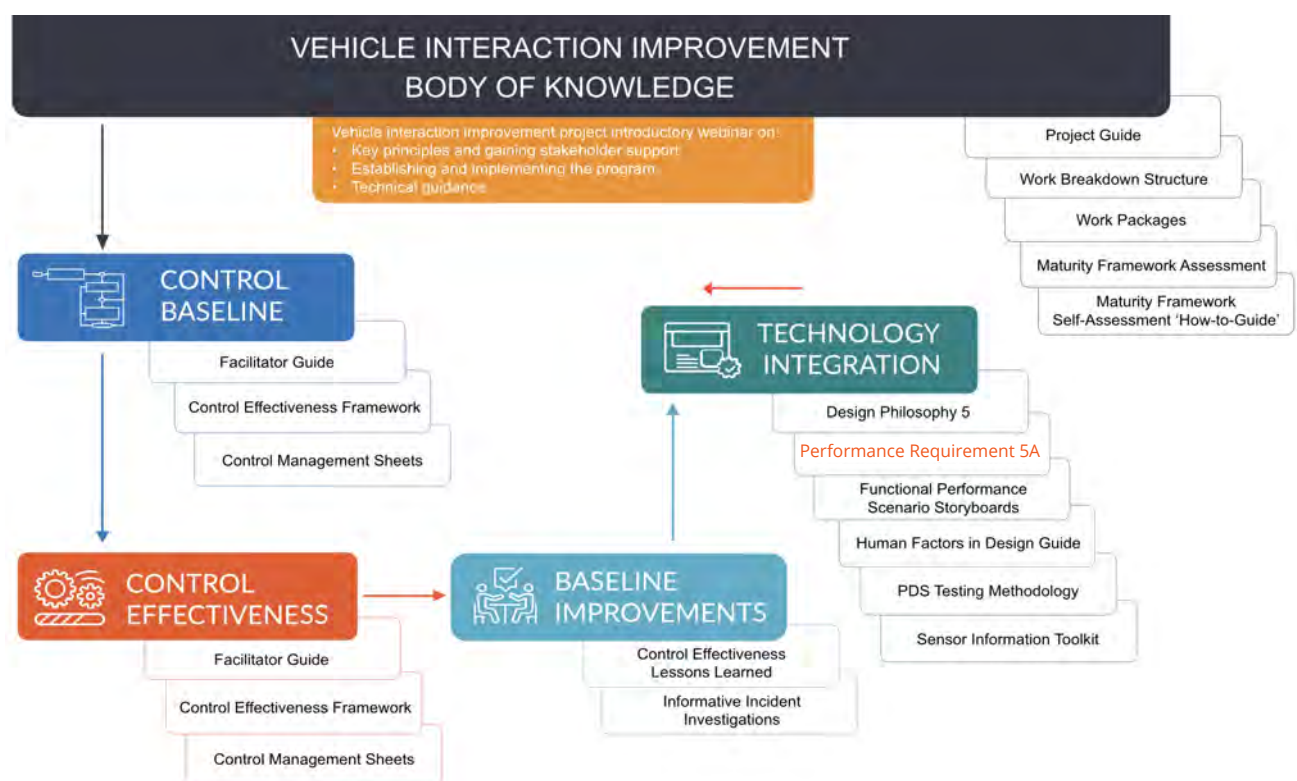 VEHICLE INTERACTION IMPROVEMENT
BODY OF KNOWLEDGE
Vehicle interaction improvement project introductory webinar on:
• Key principles and gaining stakeholder support
• Establishing and implementing the program
• Technical guidance
Project Guide
Work Breakdown Structure
Work Packages
Maturity Framework Assessment
Maturity Framework
Self-Assessment ‘How-to-Guide’
CONTROL
BASELINE
Facilitator Guide
Control Effectiveness Framework
Control Management Sheets
TECHNOLOGY
INTEGRATION
Design Philosophy 5
Performance Requirement 5A
Functional Performance
Scenario Storyboards
Human Factors in Design Guide
PDS Testing Methodology
Sensor Information Toolkit
CONTROL
EFFECTIVENESS
Facilitator Guide
Control Effectiveness Framework
Control Management Sheets
BASELINE
IMPROVEMENTS
Control Effectiveness
Lessons Learned
Informative Incident
Investigations